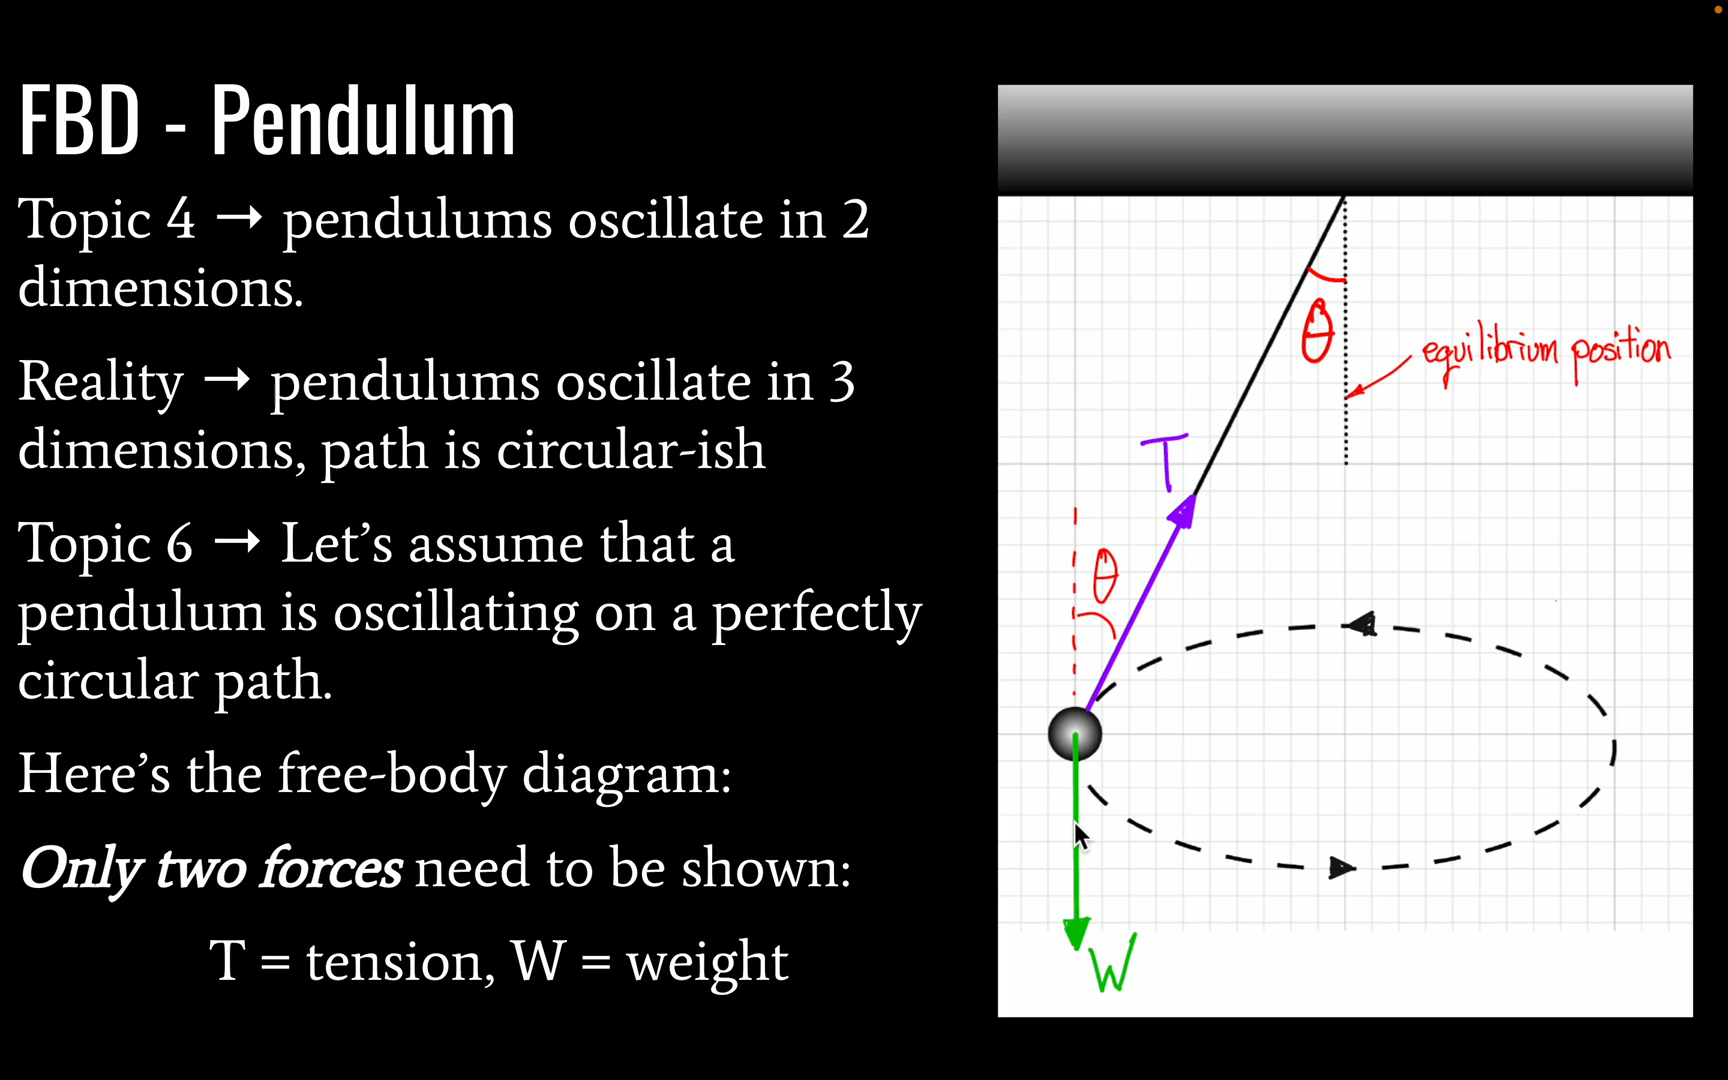 FBD - Pendulum
Topic 4 → pendulums oscillate in 2
dimensions.
Reality → pendulums oscillate in 3
dimensions, path is circular-ish
Topic 6 → Let’s assume that a
pendulum is oscillating on a perfectly
circular path.
Here’s the free-body diagram:
Only two forces need to be shown:
T = tension, W = weight
θ
equilibrium position
T
θ
W